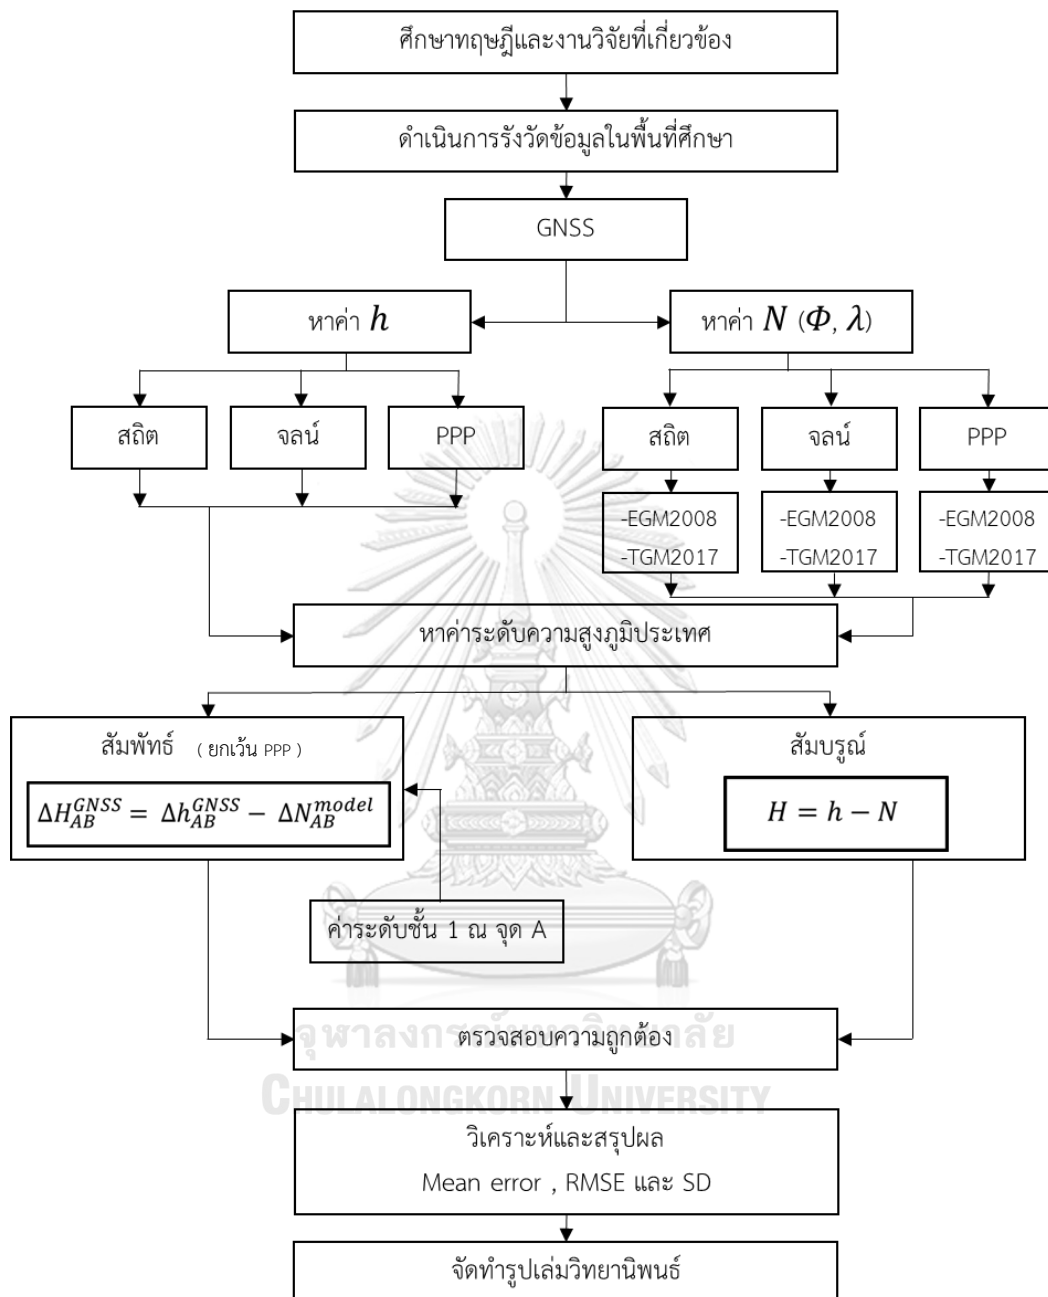 ศึกษาทฤษฎีและงานวิจัยที่เกี่ยวข้อง
ดำเนินการรังวัดข้อมูลในพื้นที่ศึกษา
GNSS
หาค่า h
หาค่า N (Φ, λ)
สถิต
จลน์
PPP
สถิต
จลน์
PPP
-EGM2008
-TGM2017
-EGM2008
-TGM2017
-EGM2008
-TGM2017
หาค่าระดับความสูงภูมิประเทศ
สัมพัทธ์ ( ยกเว้น PPP )
ΔH_{AB}^{GNSS} = Δh_{AB}^{GNSS} − ΔN_{AB}^{model}
สัมบรูณ์
H = h − N
ค่าระดับชั้น 1 ณ จุด A
ตรวจสอบความถูกต้อง
จุฬาลงกรณ์มหาวิทยาลัย
CHULALONGKORN UNIVERSITY
วิเคราะห์และสรุปผล
Mean error , RMSE และ SD
จัดทำรูปเล่มวิทยานิพนธ์